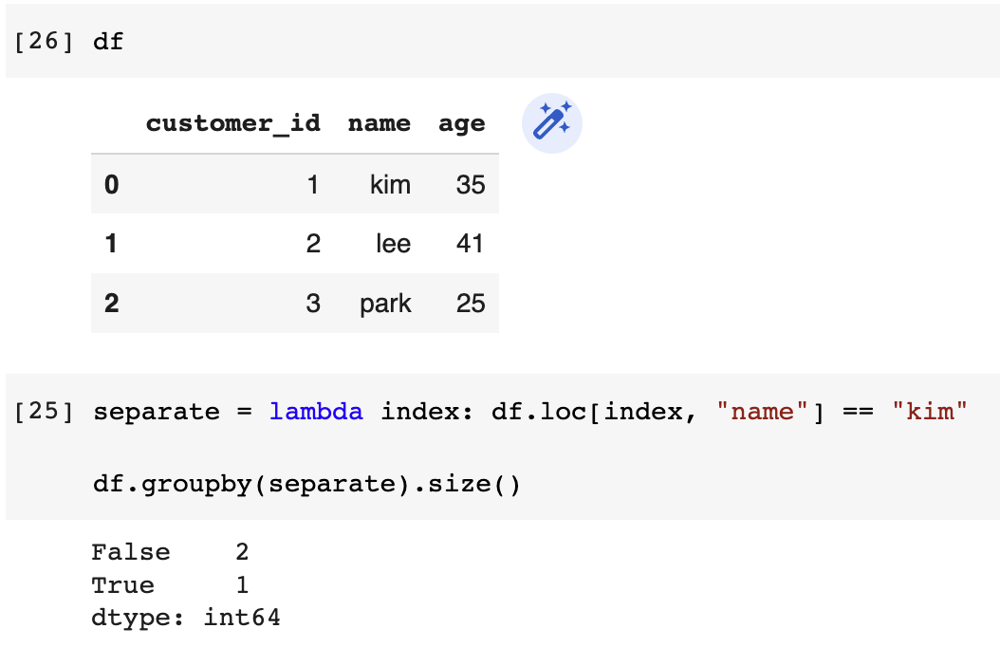 [26] df
customer_id name age
0 1 kim 35
1 2 lee 41
2 3 park 25
[25] separate = lambda index: df.loc[index, "name"] == "kim"
df.groupby(separate).size()
False 2
True 1
dtype: int64